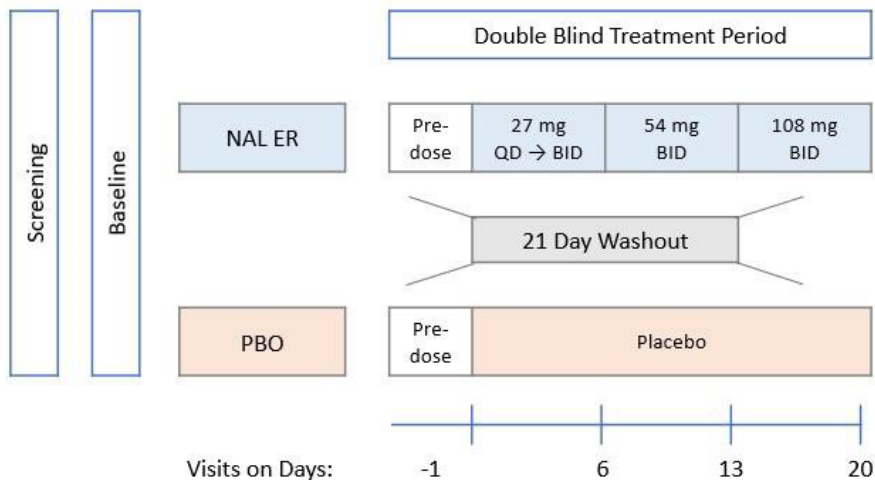 Screening
Baseline
Double Blind Treatment Period
NAL ER
Pre-
dose
27 mg
QD → BID
54 mg
BID
108 mg
BID
21 Day Washout
PBO
Pre-
dose
Placebo
Visits on Days: -1 6 13 20